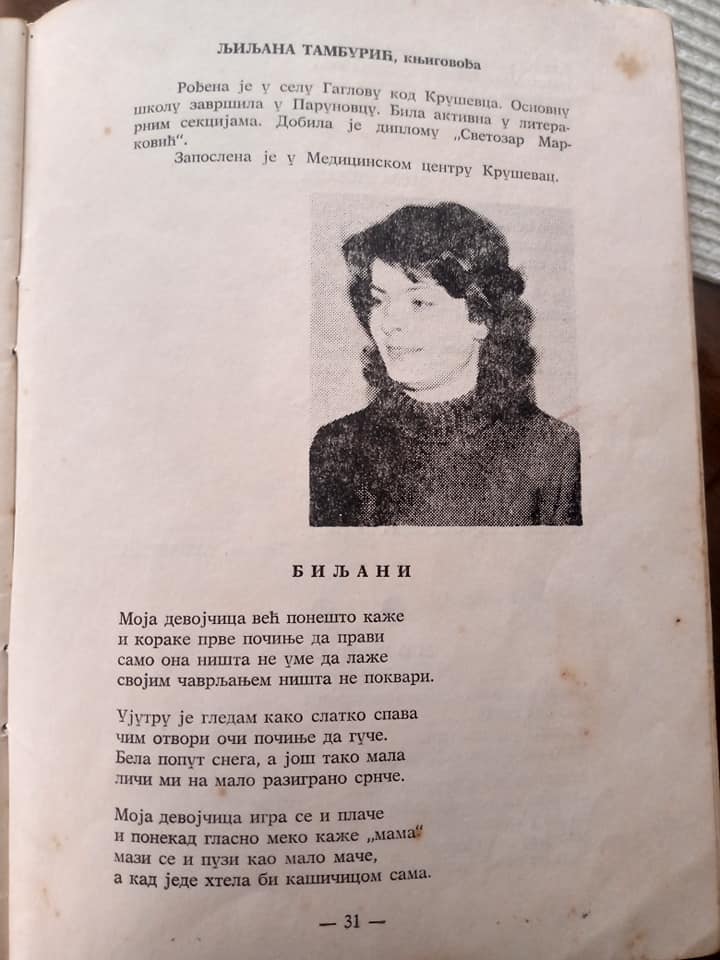 ЉИЉАНА ТАМБУРИЋ, књиговођа
Рођена је у селу Гаглову код Крушевца. Основну
школу завршила у Паруновцу. Била активна у литера-
рним секцијама. Добила је диплому „Светозар Мар-
ковић“.
Запослена је у Медицинском центру Крушевац.
БИЉАНИ
Моја девојчица већ понешто каже
и кораке прве почиње да прави
само она ништа не уме да лаже
својим чаврљањем ништа не поквари.
Ујутру је гледам како слатко спава
чим отвори очи почиње да гуче.
Бела попут снега, а још тако мала
личи ми на мало разиграно срнче.
Моја девојчица игра се и плаче
и понекад гласно меко каже „мама“
мази се и пузи као мало маче,
а кад једе хтела би кашичицом сама.
— 31 —